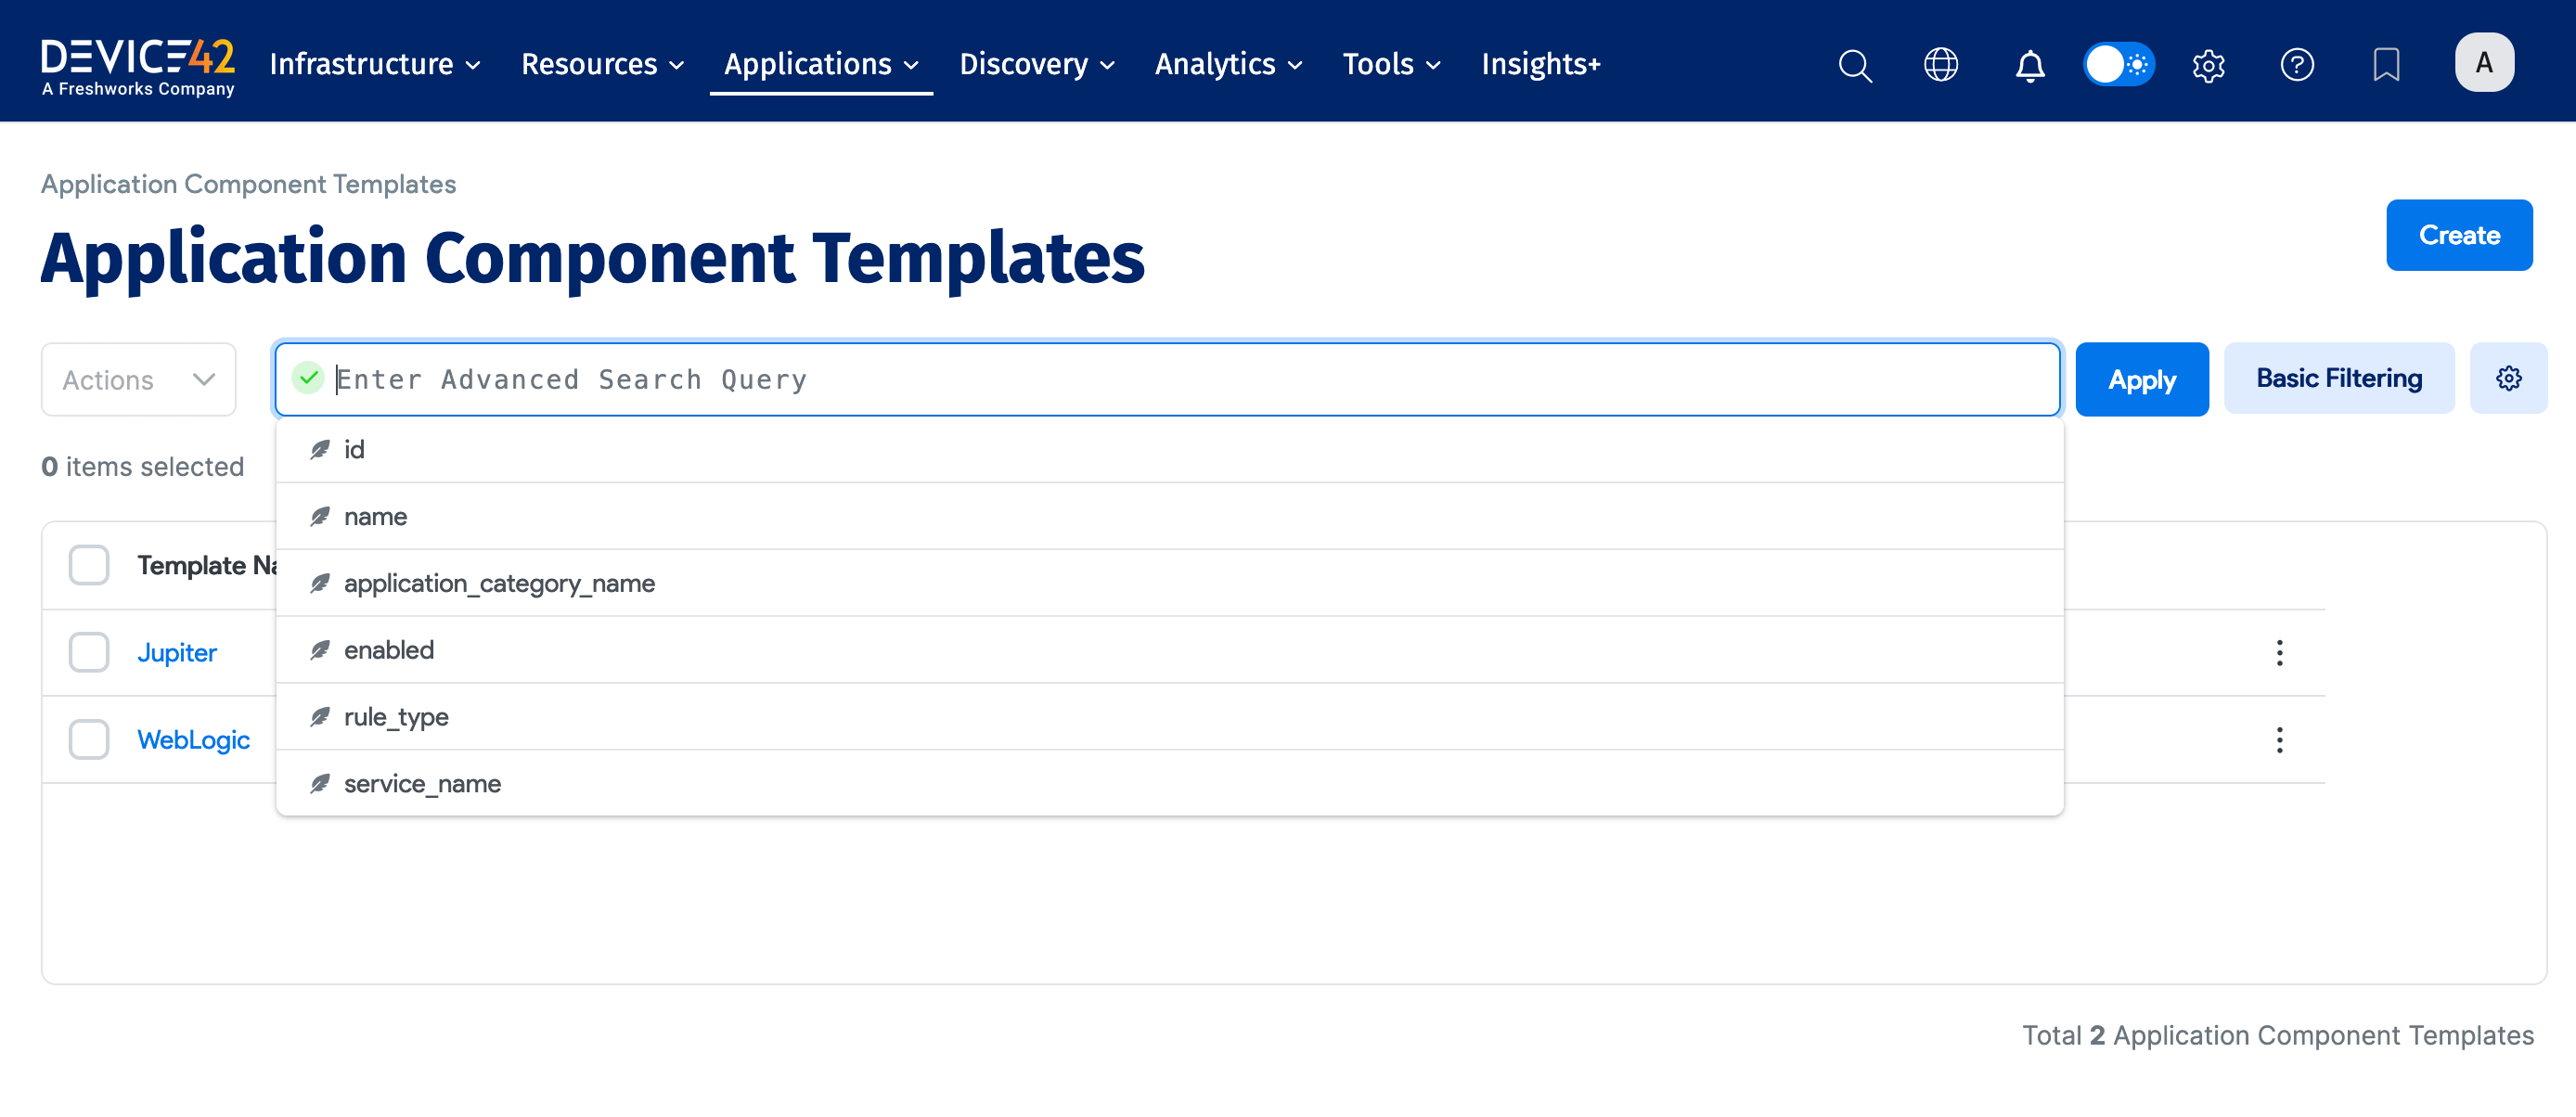 DEVICE42
A Freshworks Company
Infrastructure Resources Applications Discovery Analytics Tools Insights+
A
Application Component Templates
Application Component Templates
Create
Actions
Enter Advanced Search Query
Apply
Basic Filtering
0 items selected
id
name
application_category_name
enabled
rule_type
service_name
Template Na
Jupiter
WebLogic
Total 2 Application Component Templates